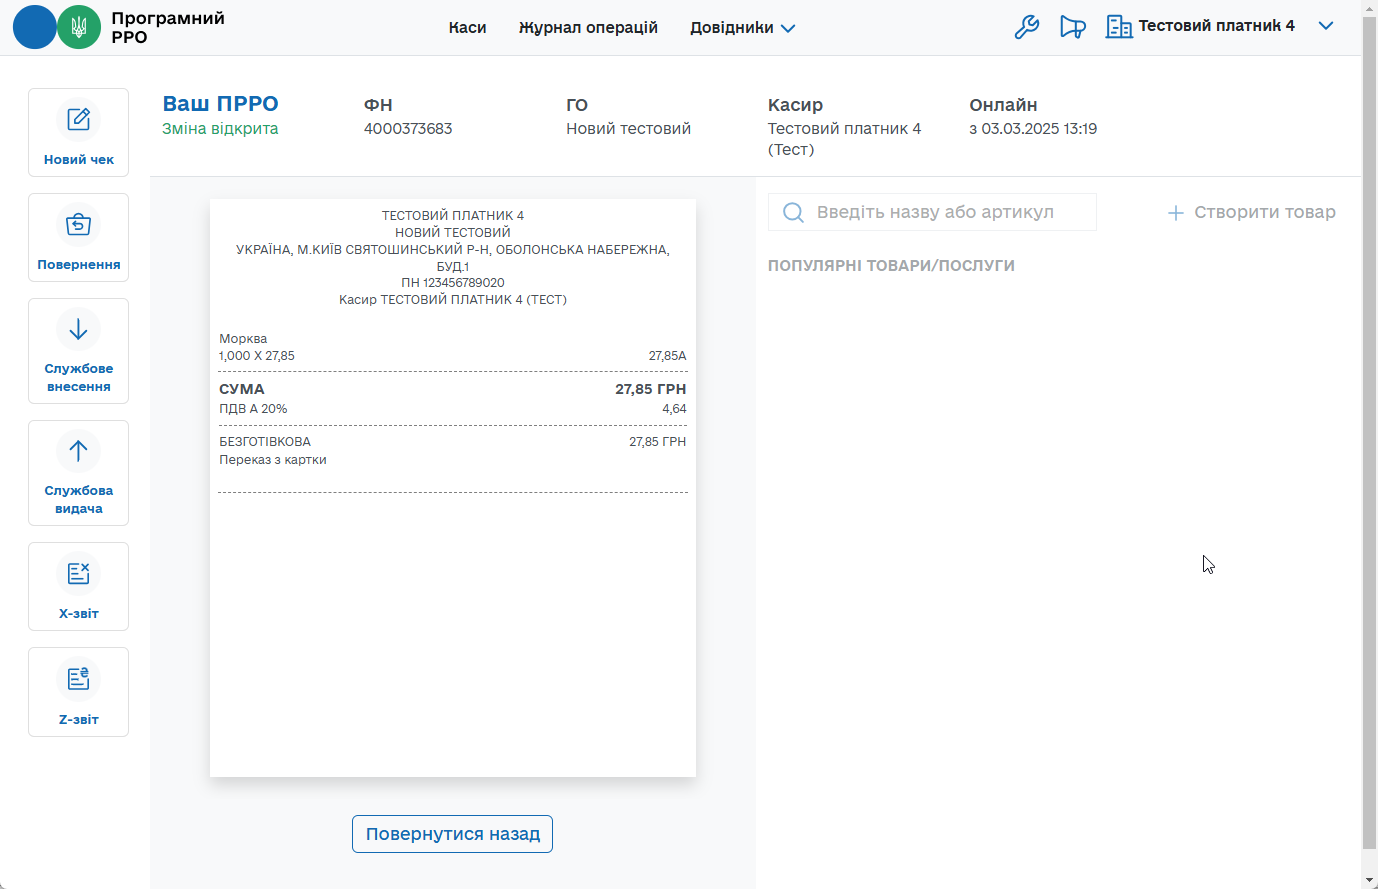 Програмний
РРО
Каси
Журнал операцій
Довідники
Тестовий платник 4
Новий чек
Повернення
Службове
внесення
Службова
видача
X-звіт
Z-звіт
Ваш ПРРО
Зміна відкрита
ФН
4000373683
ГО
Новий тестовий
Касир
Тестовий платник 4
(Тест)
Онлайн
з 03.03.2025 13:19
ТЕСТОВИЙ ПЛАТНИК 4
НОВИЙ ТЕСТОВИЙ
УКРАЇНА, М.КИЇВ СВЯТОШИНСЬКИЙ Р-Н, ОБОЛОНСЬКА НАБЕРЕЖНА,
БУД.1
ПН 123456789020
Касир ТЕСТОВИЙ ПЛАТНИК 4 (ТЕСТ)
Морква
1,000 X 27,85 27,85А
СУМА 27,85 ГРН
ПДВ А 20% 4,64
БЕЗГОТІВКОВА 27,85 ГРН
Переказ з картки
Повернутися назад
Введіть назву або артикул
Створити товар
ПОПУЛЯРНІ ТОВАРИ/ПОСЛУГИ